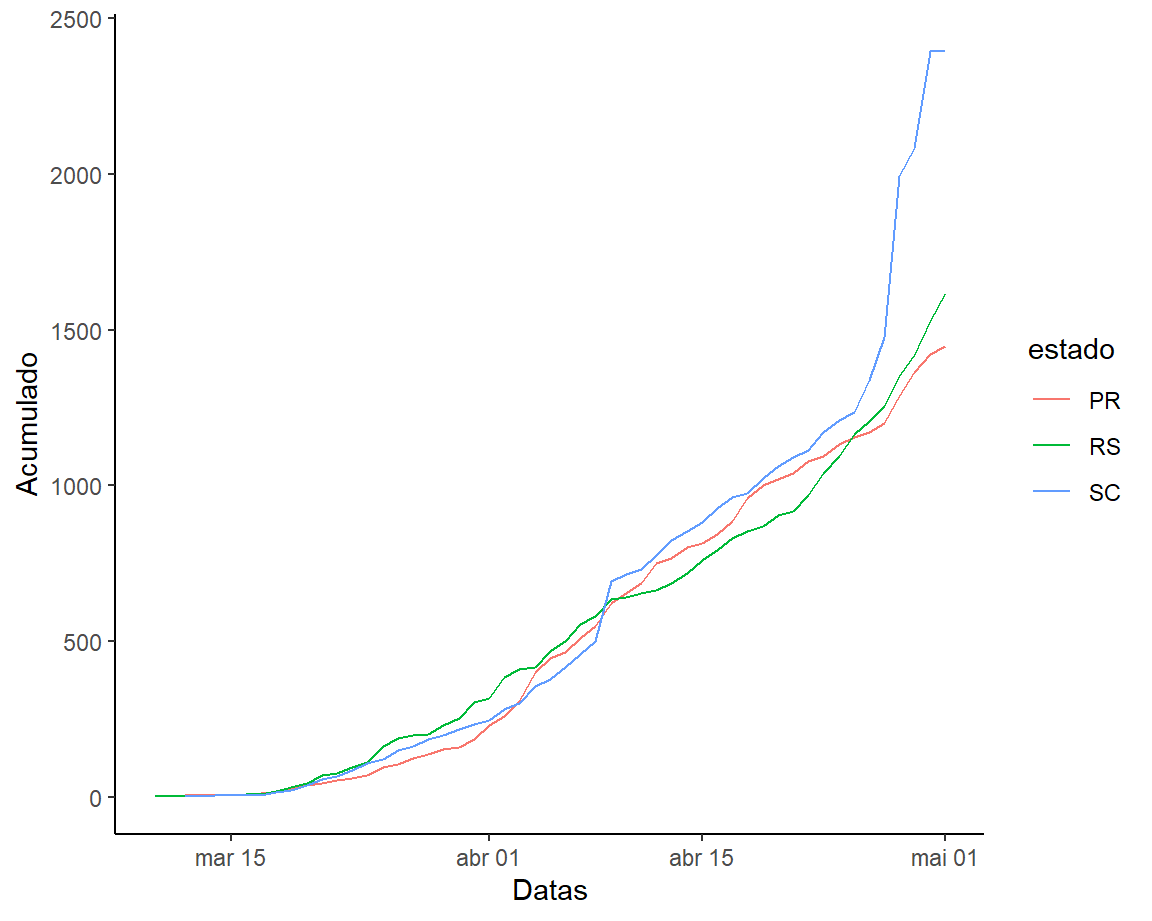 2500
2000
1500
1000
500
0
Acumulado
mar 15
abr 01
abr 15
mai 01
Datas
estado
PR
RS
SC